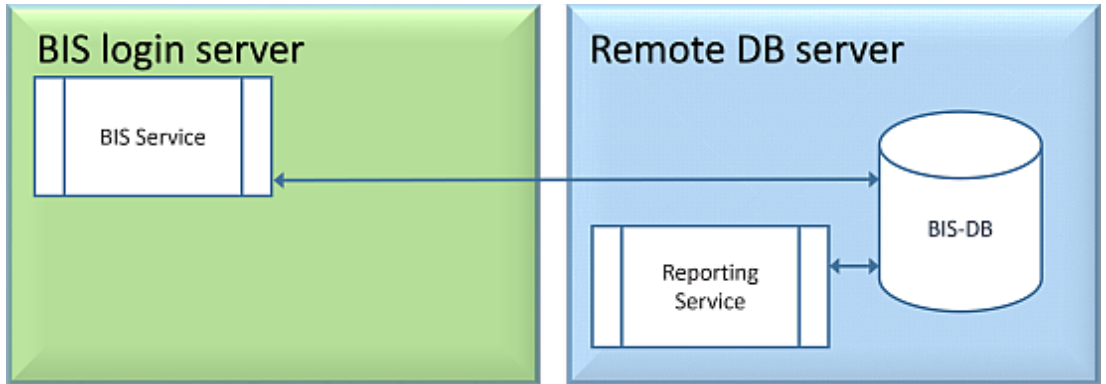 BIS login server
BIS Service
Remote DB server
BIS-DB
Reporting
Service